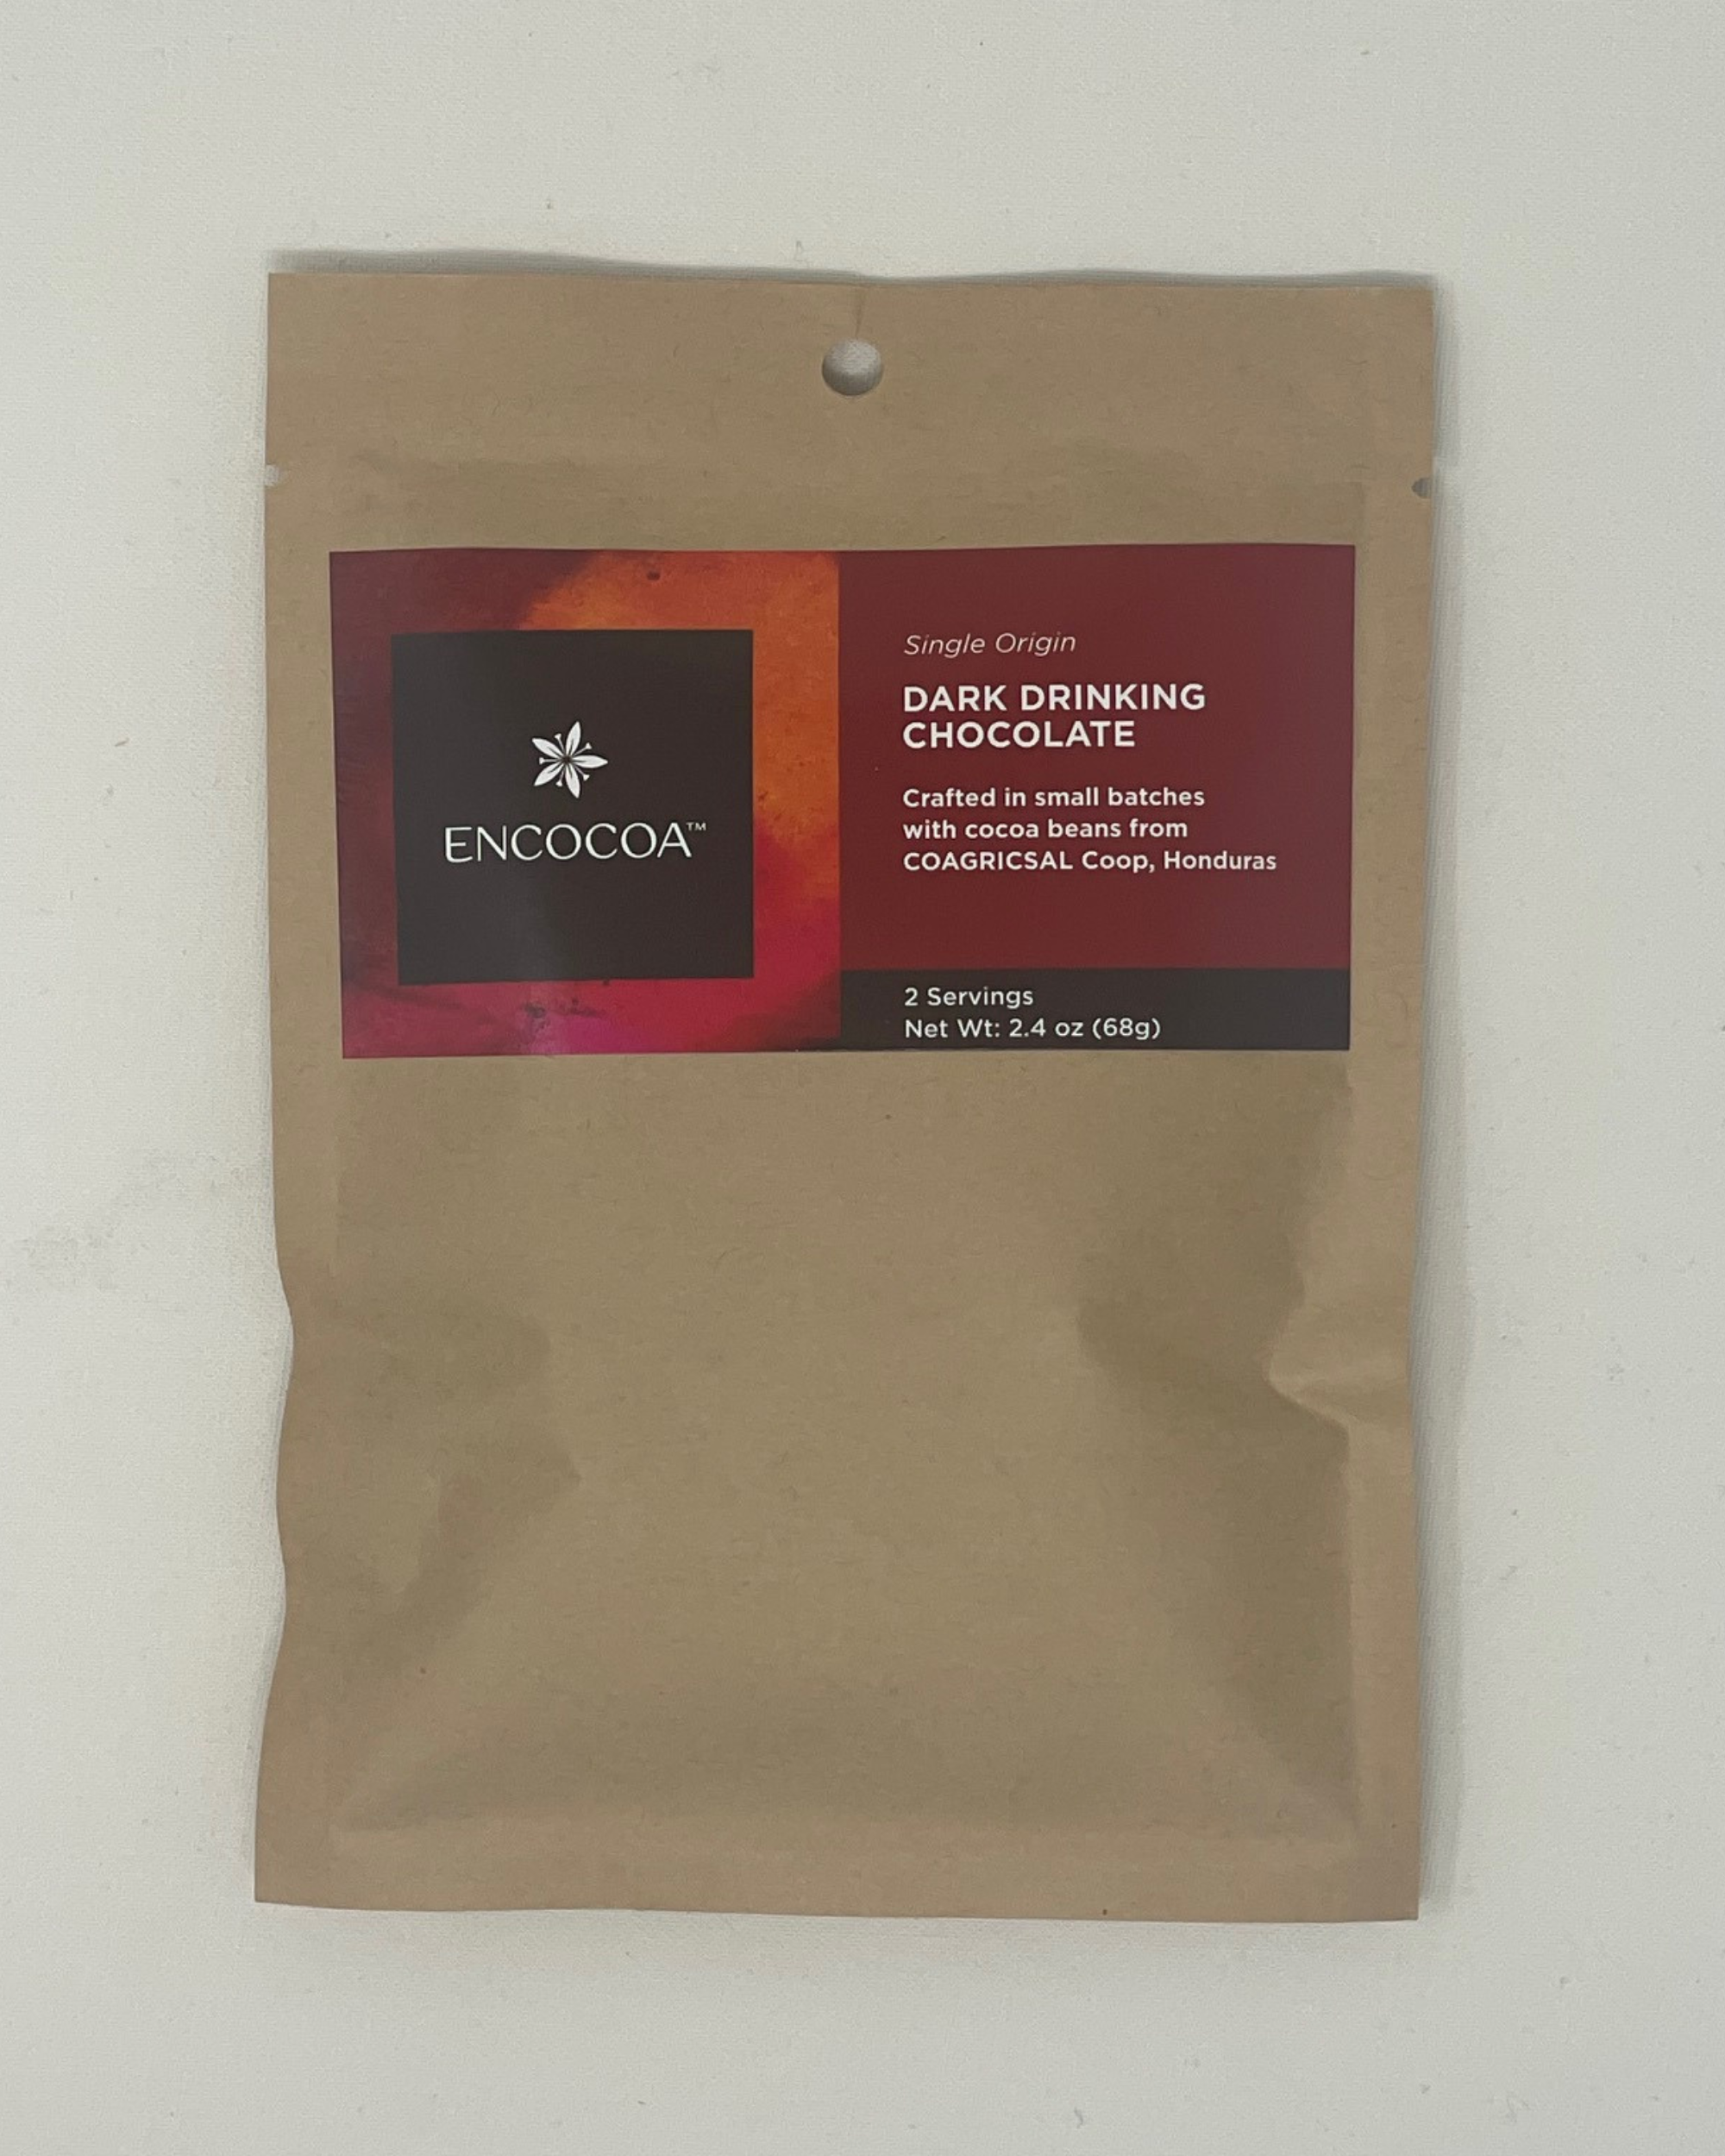 ENCOCOA™
Single Origin
DARK DRINKING
CHOCOLATE
Crafted in small batches
with cocoa beans from
COAGRICSAL Coop, Honduras
2 Servings
Net Wt: 2.4 oz (68g)